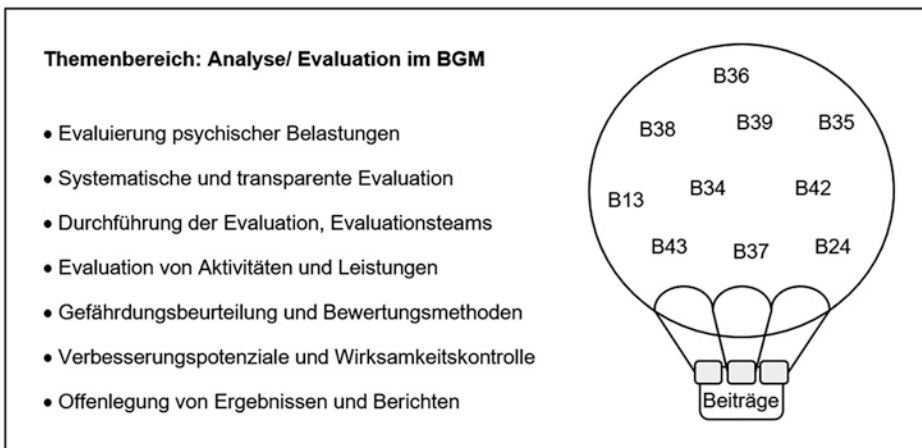 Themenbereich: Analyse/ Evaluation im BGM
• Evaluierung psychischer Belastungen
• Systematische und transparente Evaluation
• Durchführung der Evaluation, Evaluationsteams
• Evaluation von Aktivitäten und Leistungen
• Gefährdungsbeurteilung und Bewertungsmethoden
• Verbesserungspotenziale und Wirksamkeitskontrolle
• Offenlegung von Ergebnissen und Berichten
B36
B38 B39 B35
B13 B34 B42
B43 B37 B24
Beiträge